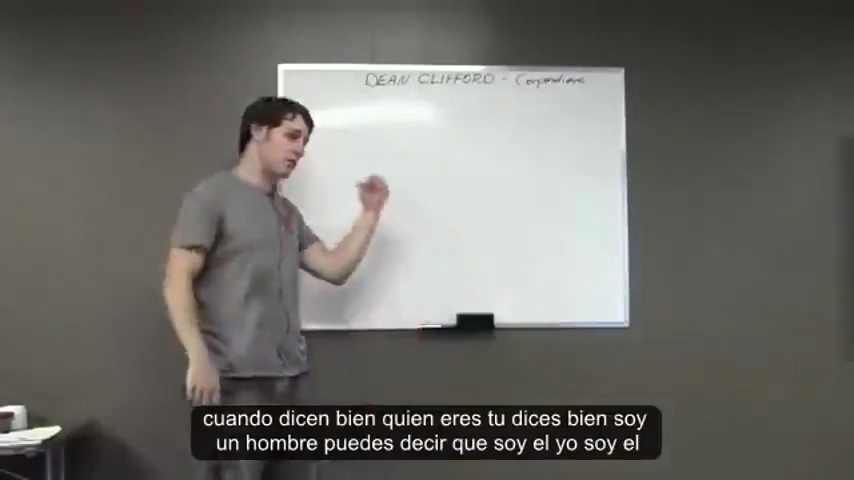 DEAN CLIFFORD -
cuando dicen bien quien eres tu dices bien soy
un hombre puedes decir que soy el yo soy el